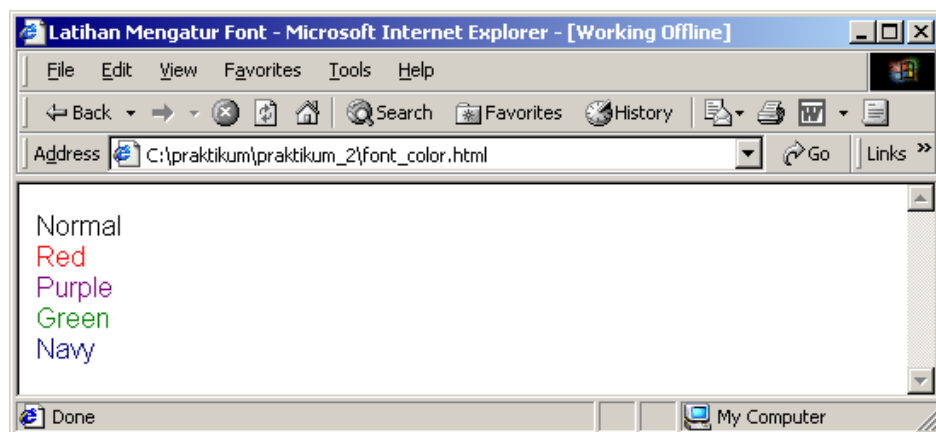 Latihan Mengatur Font - Microsoft Internet Explorer - [Working Offline]
File Edit View Favorites Tools Help
Back Search Favorites History
Address C:\praktikum\praktikum_2\font_color.html Go Links »
Normal
Red
Purple
Green
Navy
Done My Computer